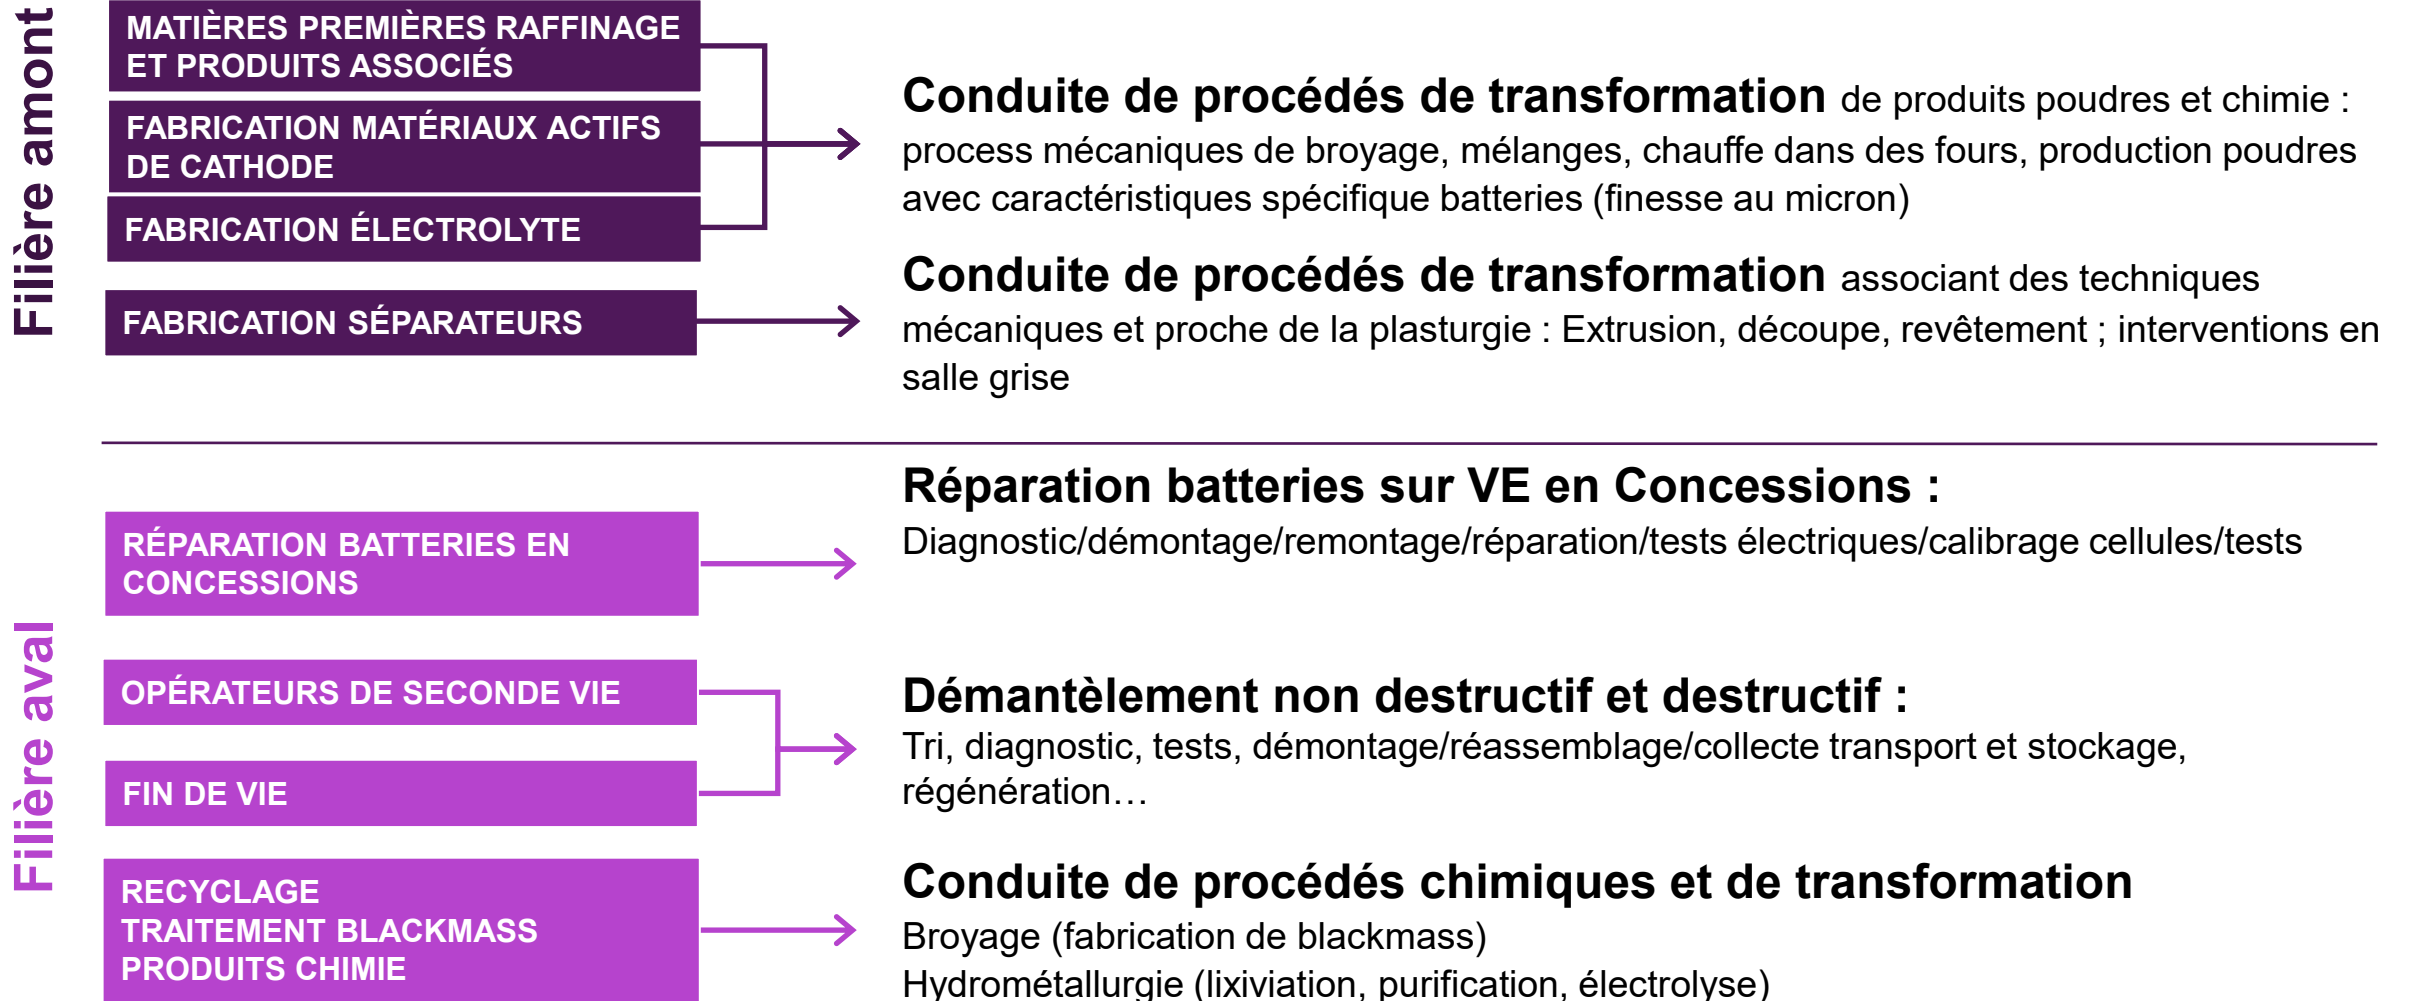 Filière amont
MATIÈRES PREMIÈRES RAFFINAGE
ET PRODUITS ASSOCIÉS
FABRICATION MATÉRIAUX ACTIFS
DE CATHODE
FABRICATION ÉLECTROLYTE
Conduite de procédés de transformation de produits poudres et chimie :
process mécaniques de broyage, mélanges, chauffe dans des fours, production poudres
avec caractéristiques spécifique batteries (finesse au micron)
FABRICATION SÉPARATEURS
Conduite de procédés de transformation associant des techniques
mécaniques et proche de la plasturgie : Extrusion, découpe, revêtement ; interventions en
salle grise
Filière aval
RÉPARATION BATTERIES EN
CONCESSIONS
Réparation batteries sur VE en Concessions :
Diagnostic/démontage/remontage/réparation/tests électriques/calibrage cellules/tests
OPÉRATEURS DE SECONDE VIE
FIN DE VIE
Démantèlement non destructif et destructif :
Tri, diagnostic, tests, démontage/réassemblage/collecte transport et stockage,
régénération…
RECYCLAGE
TRAITEMENT BLACKMASS
PRODUITS CHIMIE
Conduite de procédés chimiques et de transformation
Broyage (fabrication de blackmass)
Hydrométallurgie (lixiviation, purification, électrolyse)